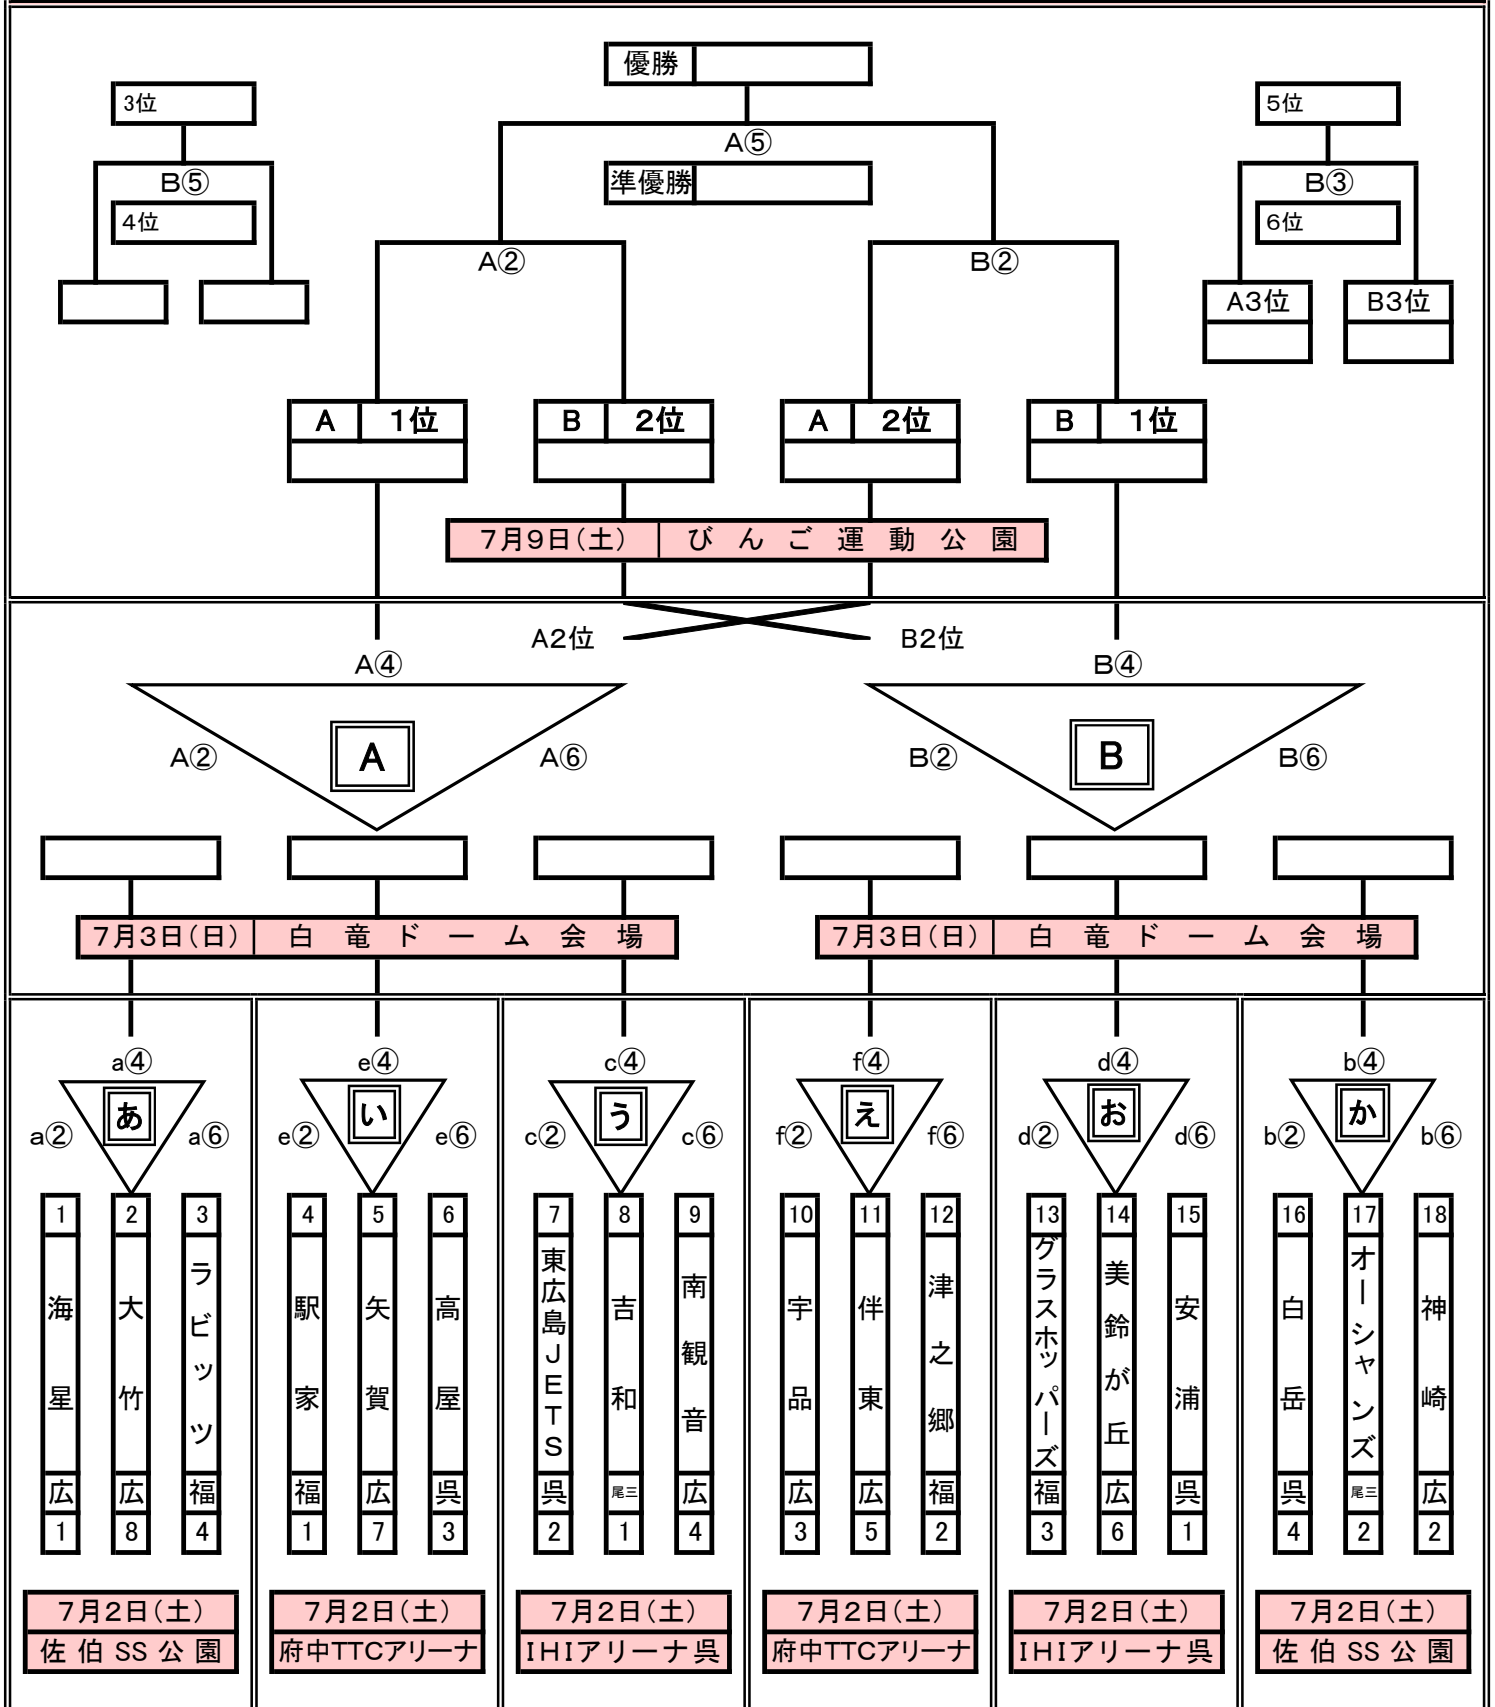 優勝
3位
5位
A⑤
準優勝
B⑤
B③
4位
6位
A②
B②
A3位
B3位
A 1位
B 2位
A 2位
B 1位
7月9日(土) びんご運動公園
A2位
B2位
A④
B④
A②
A
A⑥
B②
B
B⑥
7月3日(日) 白竜ドーム会場
7月3日(日) 白竜ドーム会場
a④
e④
c④
f④
d④
b④
a②
あ
a⑥
e②
い
e⑥
c②
う
c⑥
f②
え
f⑥
d②
お
d⑥
b②
か
b⑥
1
海星
広
1
2
大竹
広
8
3
ラビッツ
福
4
4
駅家
福
1
5
矢賀
広
7
6
高屋
呉
3
7
東広島JETS
呉
2
8
吉和
尾三
1
9
南観音
広
4
10
宇品
広
3
11
伴東
広
5
12
津之郷
福
2
13
グラスホッパーズ
福
3
14
美鈴が丘
広
6
15
安浦
呉
1
16
白岳
呉
4
17
オーシャンズ
尾三
2
18
神崎
広
2
7月2日(土)
佐伯SS公園
7月2日(土)
府中TTCアリーナ
7月2日(土)
IHIアリーナ呉
7月2日(土)
府中TTCアリーナ
7月2日(土)
IHIアリーナ呉
7月2日(土)
佐伯SS公園